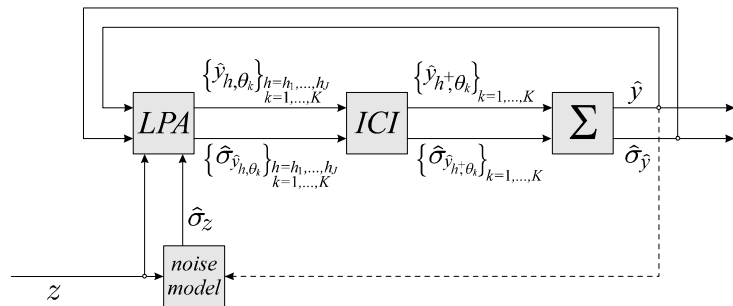 {ŷ_{h,θ_k}}_{h=h_1,...,h_J
k=1,...,K}
{ŷ_{h^+,θ_k}}_{k=1,...,K}
ŷ
LPA
ICI
Σ
{σ̂_{ŷ_{h,θ_k}}}_{h=h_1,...,h_J
k=1,...,K}
{σ̂_{ŷ_{h^+,θ_k}}}_{k=1,...,K}
σ̂_ŷ
σ̂_z
z
noise
model